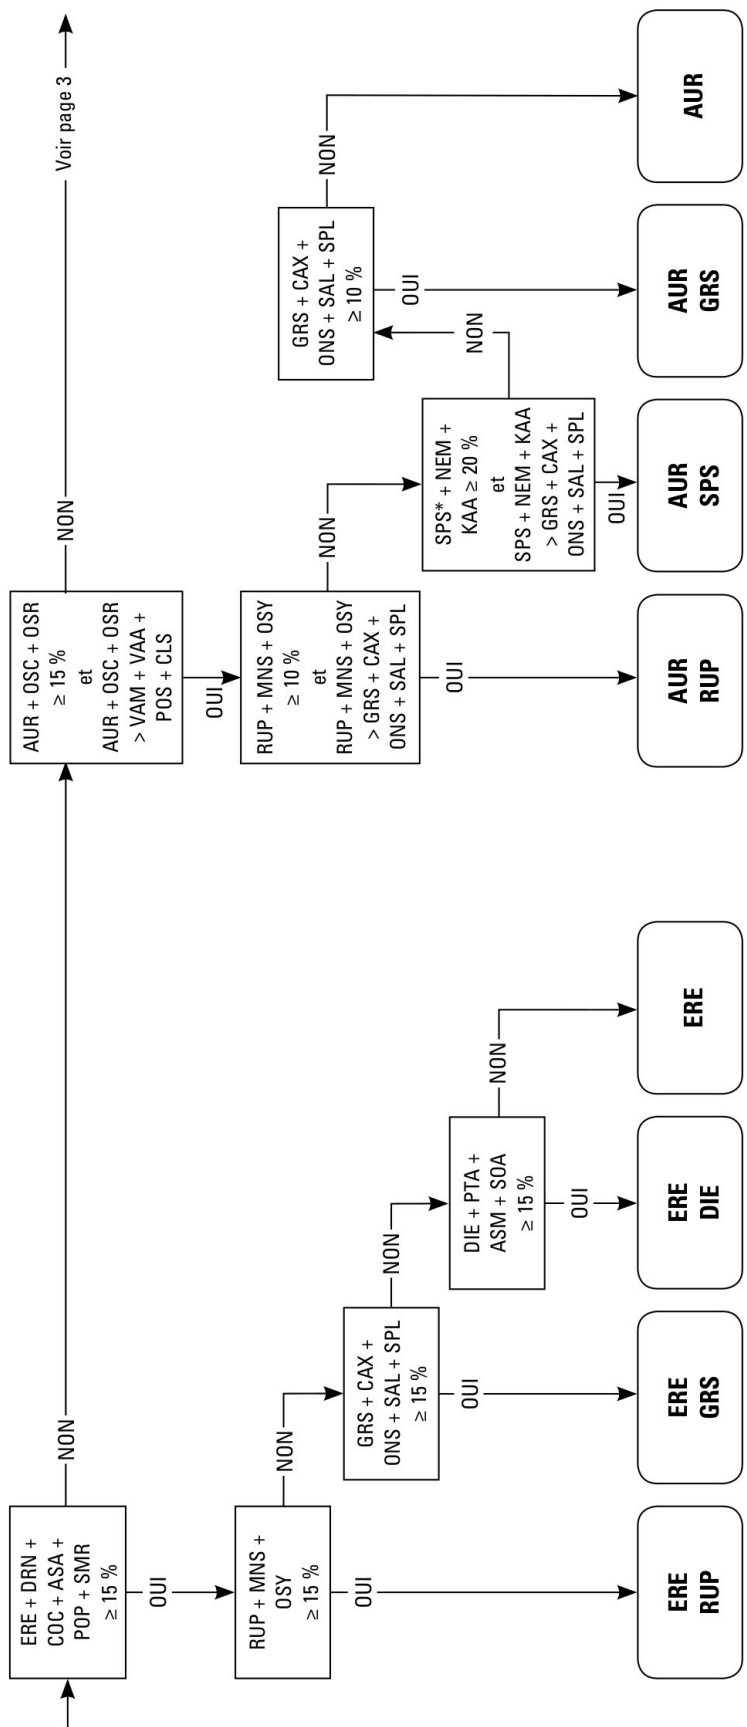 ERE + DRN +
COC + ASA +
POP + SMR
≥ 15 %
NON
OUI
RUP + MNS +
OSY
≥ 15 %
NON
OUI
GRS + CAX +
ONS + SAL + SPL
≥ 15 %
NON
OUI
DIE + PTA +
ASM + SOA
≥ 15 %
NON
OUI
ERE
RUP
ERE
GRS
ERE
DIE
ERE
AUR + OSC + OSR
≥ 15 %
et
AUR + OSC + OSR
> VAM + VAA +
POS + CLS
NON
Voir page 3
OUI
RUP + MNS + OSY
≥ 10 %
et
RUP + MNS + OSY
> GRS + CAX +
ONS + SAL + SPL
NON
OUI
SPS* + NEM +
KAA ≥ 20 %
et
SPS + NEM + KAA
> GRS + CAX +
ONS + SAL + SPL
NON
OUI
GRS + CAX +
ONS + SAL + SPL
≥ 10 %
NON
OUI
AUR
RUP
AUR
SPS
AUR
GRS
AUR